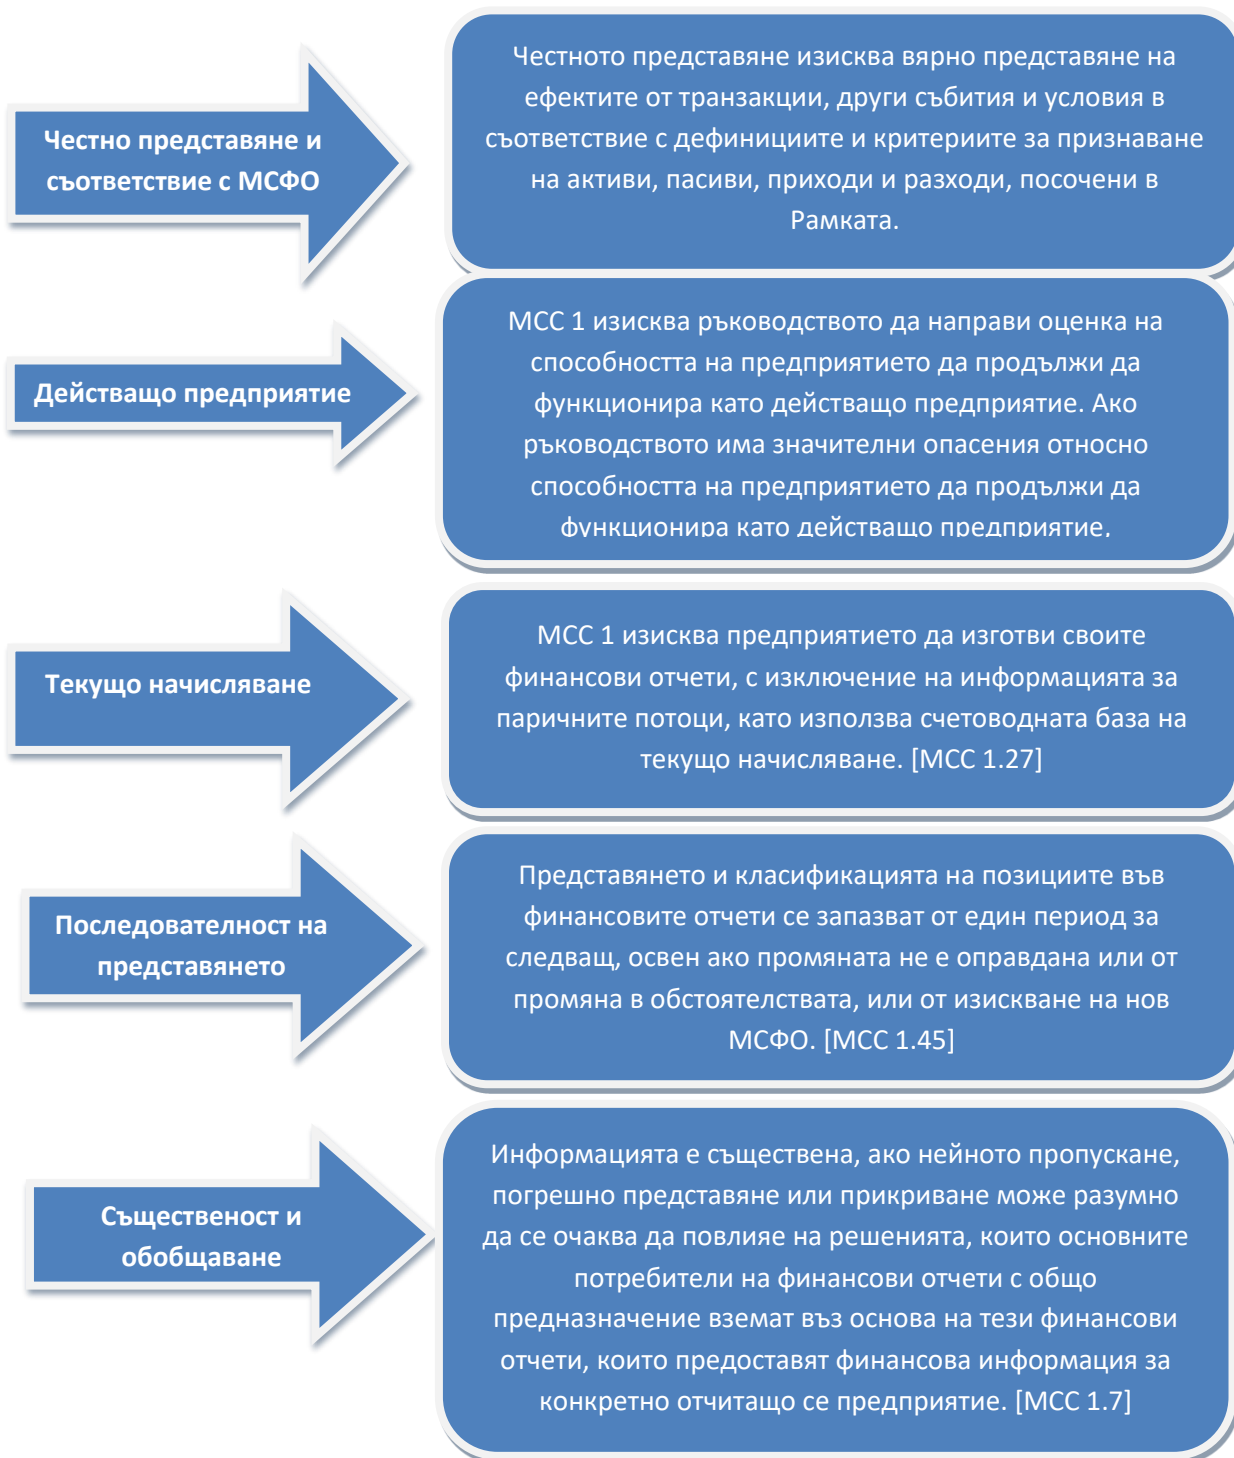 Честно представяне и
съответствие с МСФО
Честното представяне изисква вярно представяне на
ефектите от транзакции, други събития и условия в
съответствие с дефинициите и критериите за признаване
на активи, пасиви, приходи и разходи, посочени в
Рамката.
Действащо предприятие
МСС 1 изисква ръководството да направи оценка на
способността на предприятието да продължи да
функционира като действащо предприятие. Ако
ръководството има значителни опасения относно
способността на предприятието да продължи да
функционира като действащо предприятие,
Текущо начисляване
МСС 1 изисква предприятието да изготви своите
финансови отчети, с изключение на информацията за
паричните потоци, като използва счетоводната база на
текущо начисляване. [МСС 1.27]
Последователност на
представянето
Представянето и класификацията на позициите във
финансовите отчети се запазват от един период за
следващ, освен ако промяната не е оправдана или от
промяна в обстоятелствата, или от изискване на нов
МСФО. [МСС 1.45]
Същественост и
обобщаване
Информацията е съществена, ако нейното пропускане,
погрешно представяне или прикриване може разумно
да се очаква да повлияе на решенията, които основните
потребители на финансови отчети с общо
предназначение вземат въз основа на тези финансови
отчети, които предоставят финансова информация за
конкретно отчитащо се предприятие. [МСС 1.7]